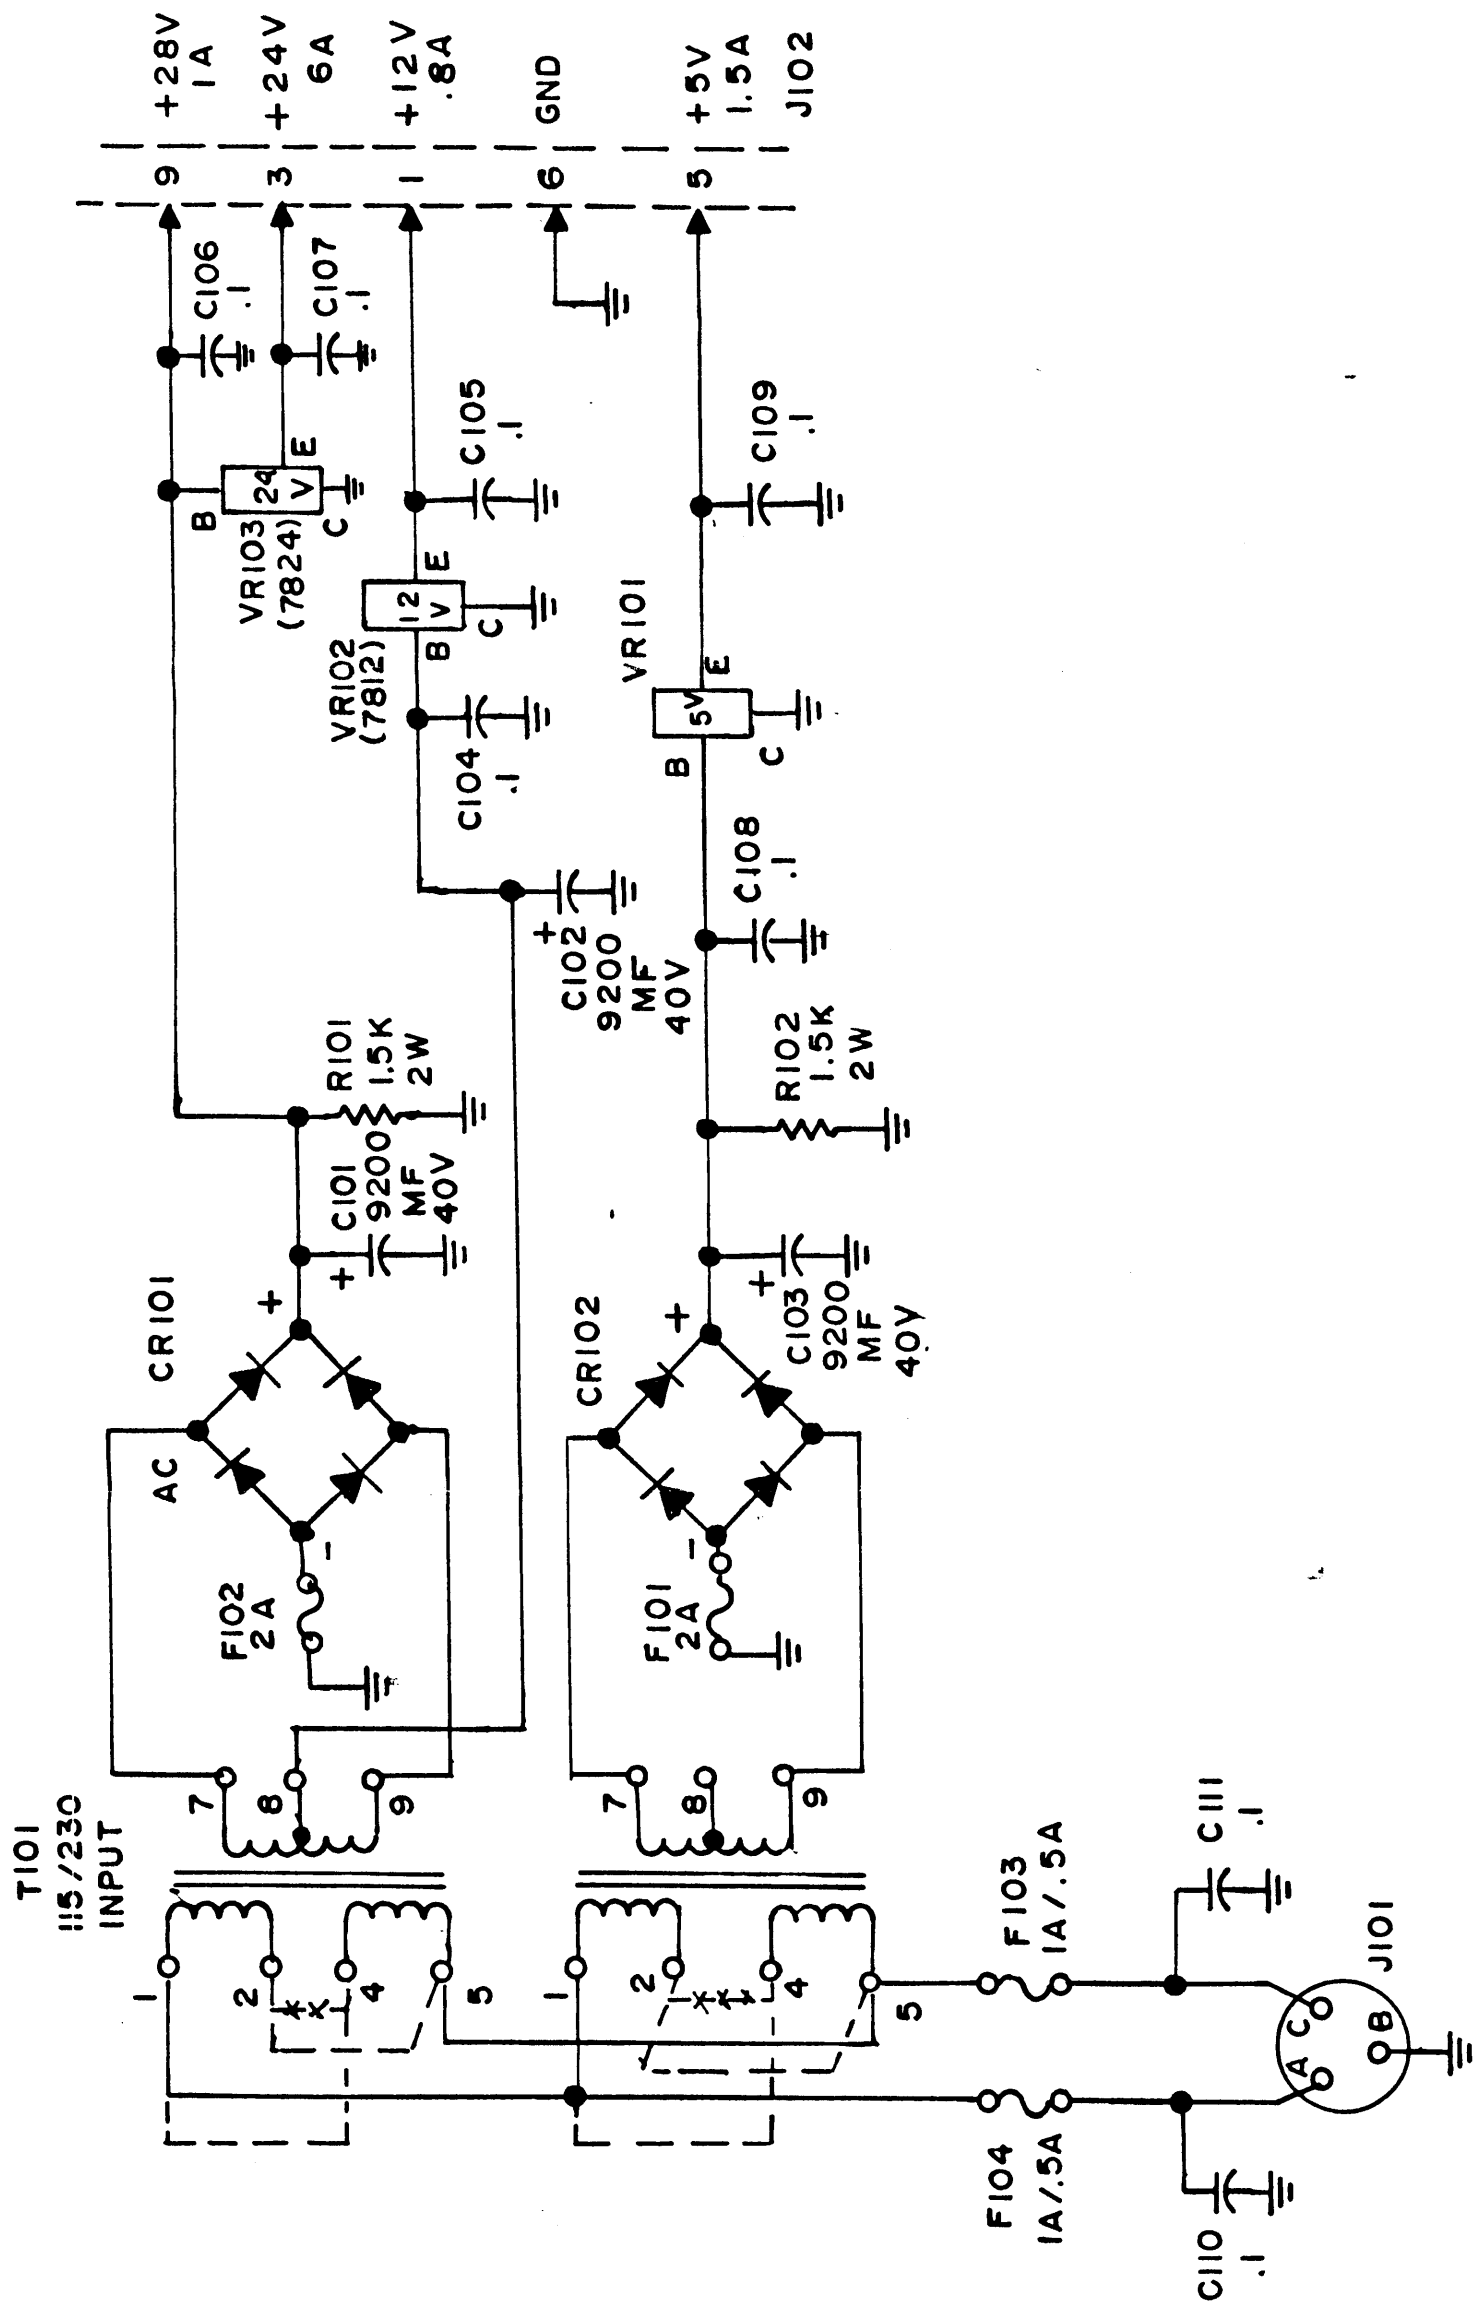 T101
115/230
INPUT
1
2
4
5
7
8
9
1
2
4
5
7
8
9
AC
CR101
+
-
F102
2A
+
C101
9200
MF
40V
R101
1.5K
2W
CR102
+
-
F101
2A
+
C103
9200
MF
40V
R102
1.5K
2W
+
C102
9200
MF
40V
C104
.1
VR102
(7812)
12
V
B
C
E
C105
.1
VR103
(7824)
24
V
B
C
E
C106
.1
C107
.1
C108
.1
VR101
5V
B
C
E
C109
.1
9
3
1
6
5
+28V
1A
+24V
6A
+12V
.8A
GND
+5V
1.5A
J102
F103
1A/.5A
F104
1A/.5A
C111
.1
C110
.1
A
C
B
J101